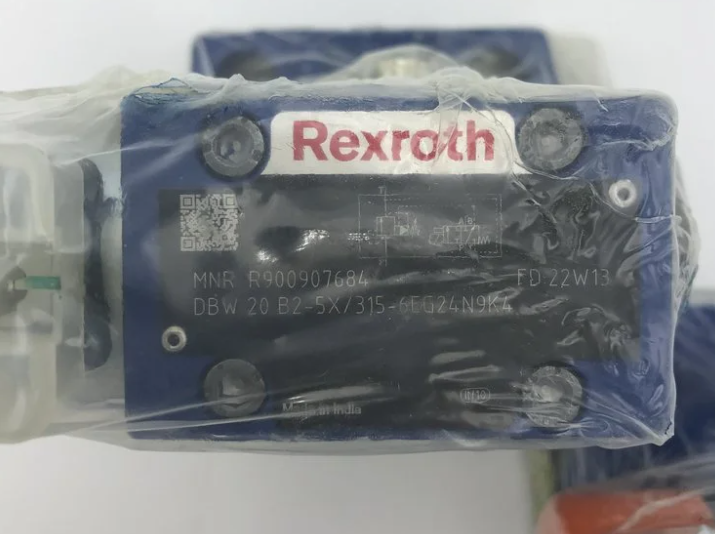 Rexroth
MNR R900907684 FD 22W13
DBW 20 B2-5X/315-6EG24N9K4
Made in India